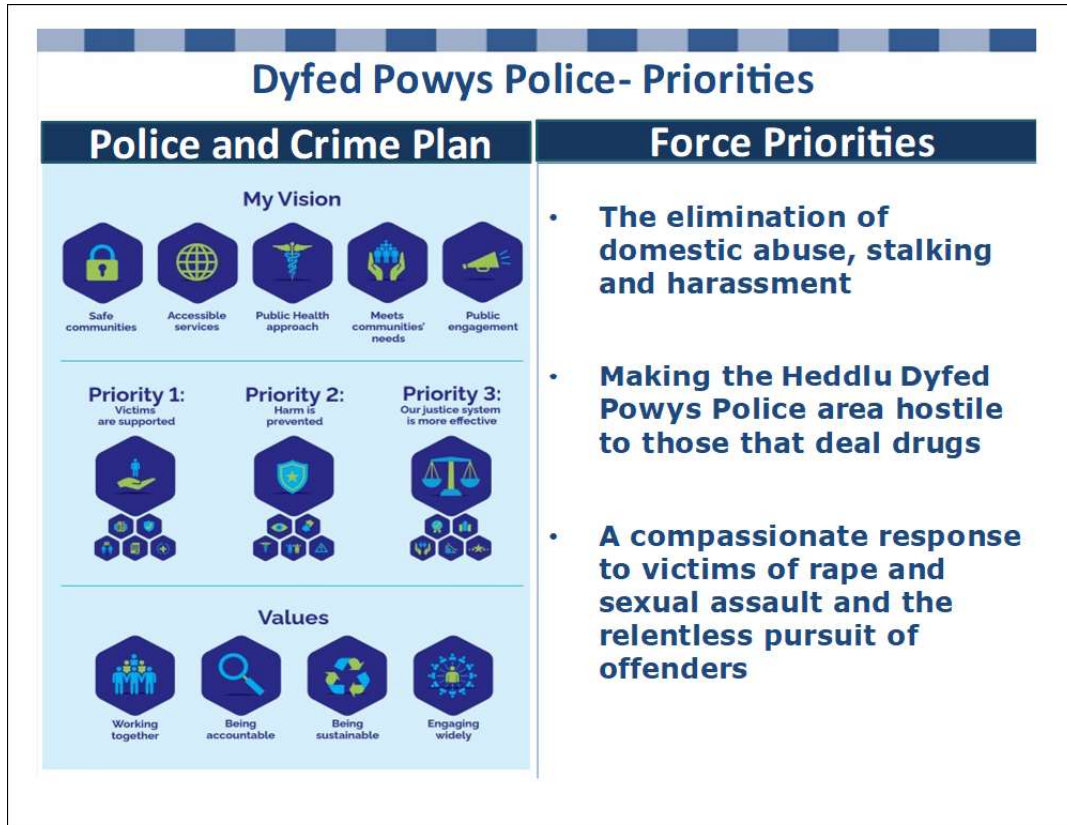 Dyfed Powys Police- Priorities
Police and Crime Plan
My Vision
Safe
communities
Accessible
services
Public Health
approach
Meets
communities'
needs
Public
engagement
Priority 1:
Victims
are supported
Priority 2:
Harm is
prevented
Priority 3:
Our justice system
is more effective
Values
Working
together
Being
accountable
Being
sustainable
Engaging
widely
Force Priorities
• The elimination of
domestic abuse, stalking
and harassment
• Making the Heddlu Dyfed
Powys Police area hostile
to those that deal drugs
• A compassionate response
to victims of rape and
sexual assault and the
relentless pursuit of
offenders